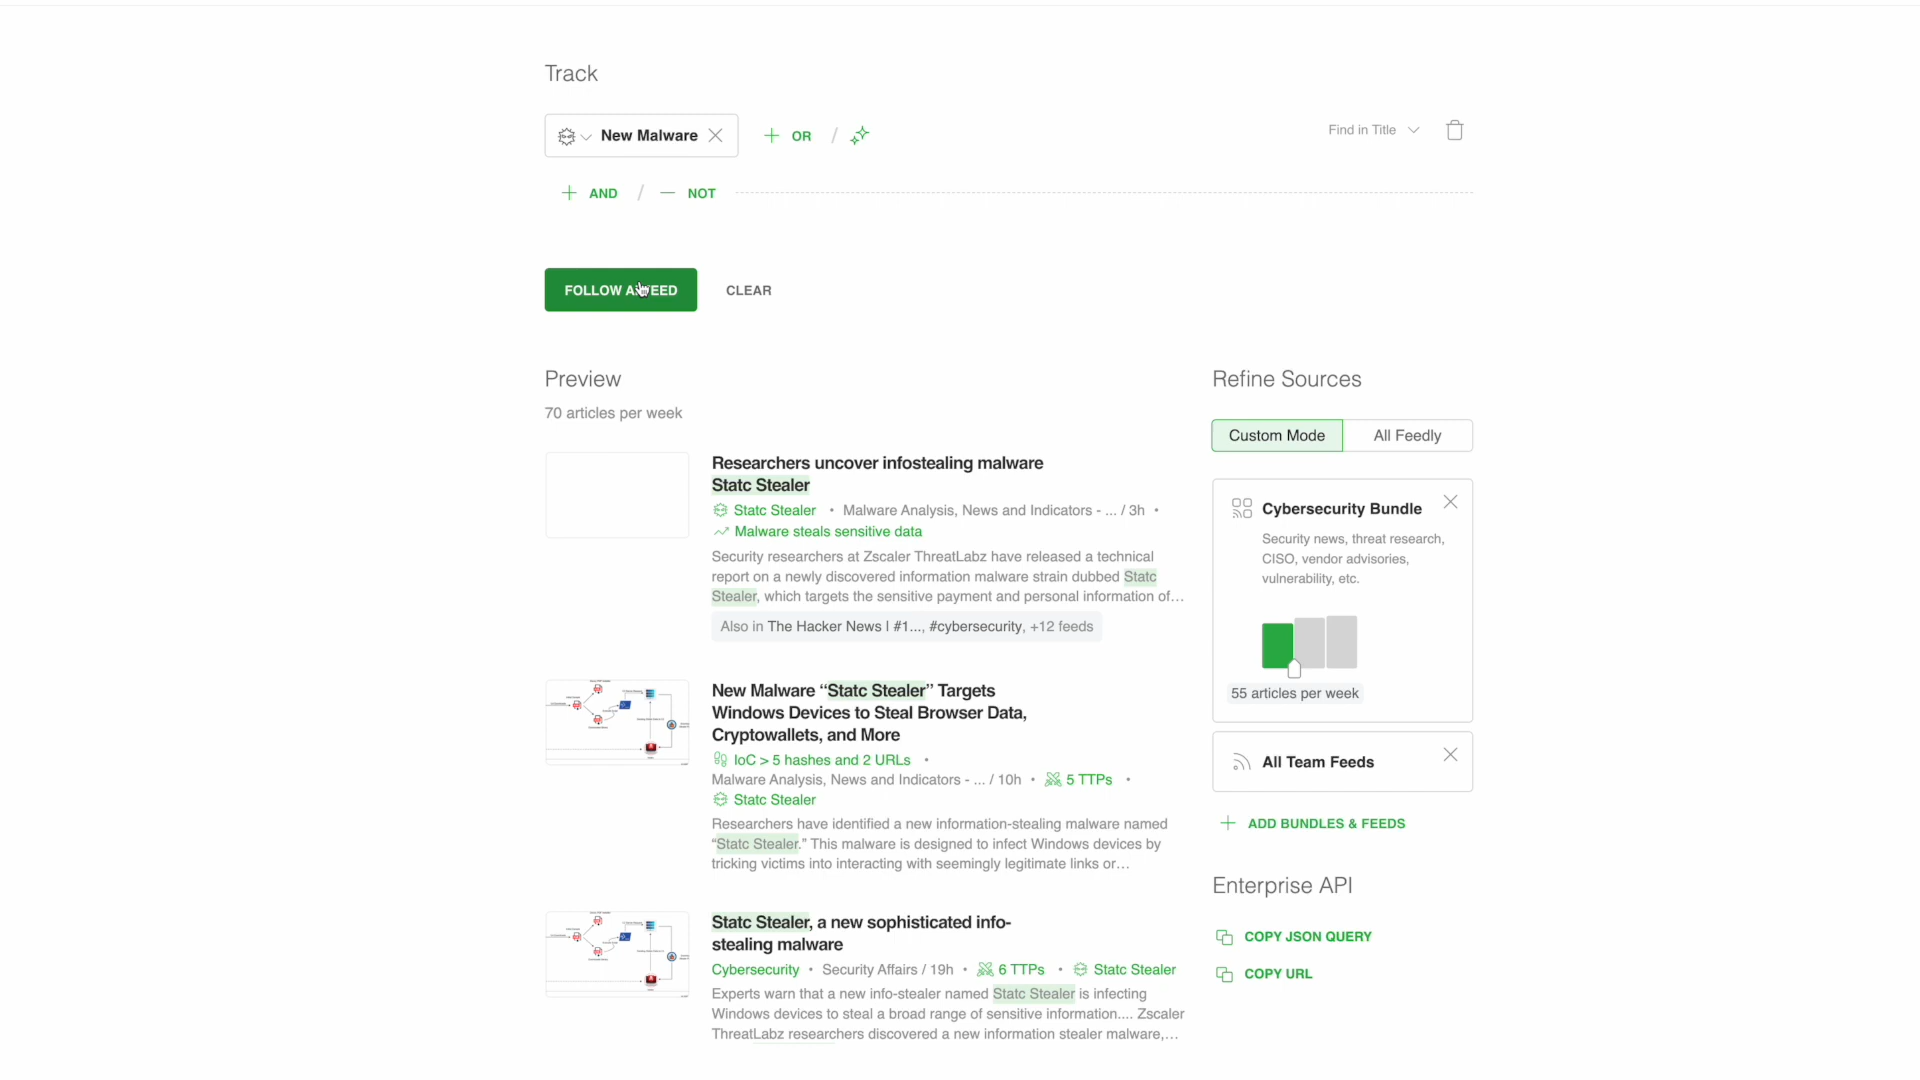 Track
New Malware
OR /
Find in Title
AND / NOT
FOLLOW A FEED
CLEAR
Preview
70 articles per week
Researchers uncover infostealing malware
Statc Stealer
Statc Stealer • Malware Analysis, News and Indicators - ... / 3h •
Malware steals sensitive data
Security researchers at Zscaler ThreatLabz have released a technical
report on a newly discovered information malware strain dubbed Statc
Stealer, which targets the sensitive payment and personal information of…
Also in The Hacker News | #1..., #cybersecurity, +12 feeds
New Malware “Statc Stealer” Targets
Windows Devices to Steal Browser Data,
Cryptowallets, and More
IoC > 5 hashes and 2 URLs •
Malware Analysis, News and Indicators - ... / 10h • 5 TTPs •
Statc Stealer
Researchers have identified a new information-stealing malware named
“Statc Stealer.” This malware is designed to infect Windows devices by
tricking victims into interacting with seemingly legitimate links or…
Statc Stealer, a new sophisticated info-
stealing malware
Cybersecurity • Security Affairs / 19h • 6 TTPs • Statc Stealer
Experts warn that a new info-stealer named Statc Stealer is infecting
Windows devices to steal a broad range of sensitive information.... Zscaler
ThreatLabz researchers discovered a new information stealer malware,…
Refine Sources
Custom Mode
All Feedly
Cybersecurity Bundle
Security news, threat research,
CISO, vendor advisories,
vulnerability, etc.
55 articles per week
All Team Feeds
ADD BUNDLES & FEEDS
Enterprise API
COPY JSON QUERY
COPY URL